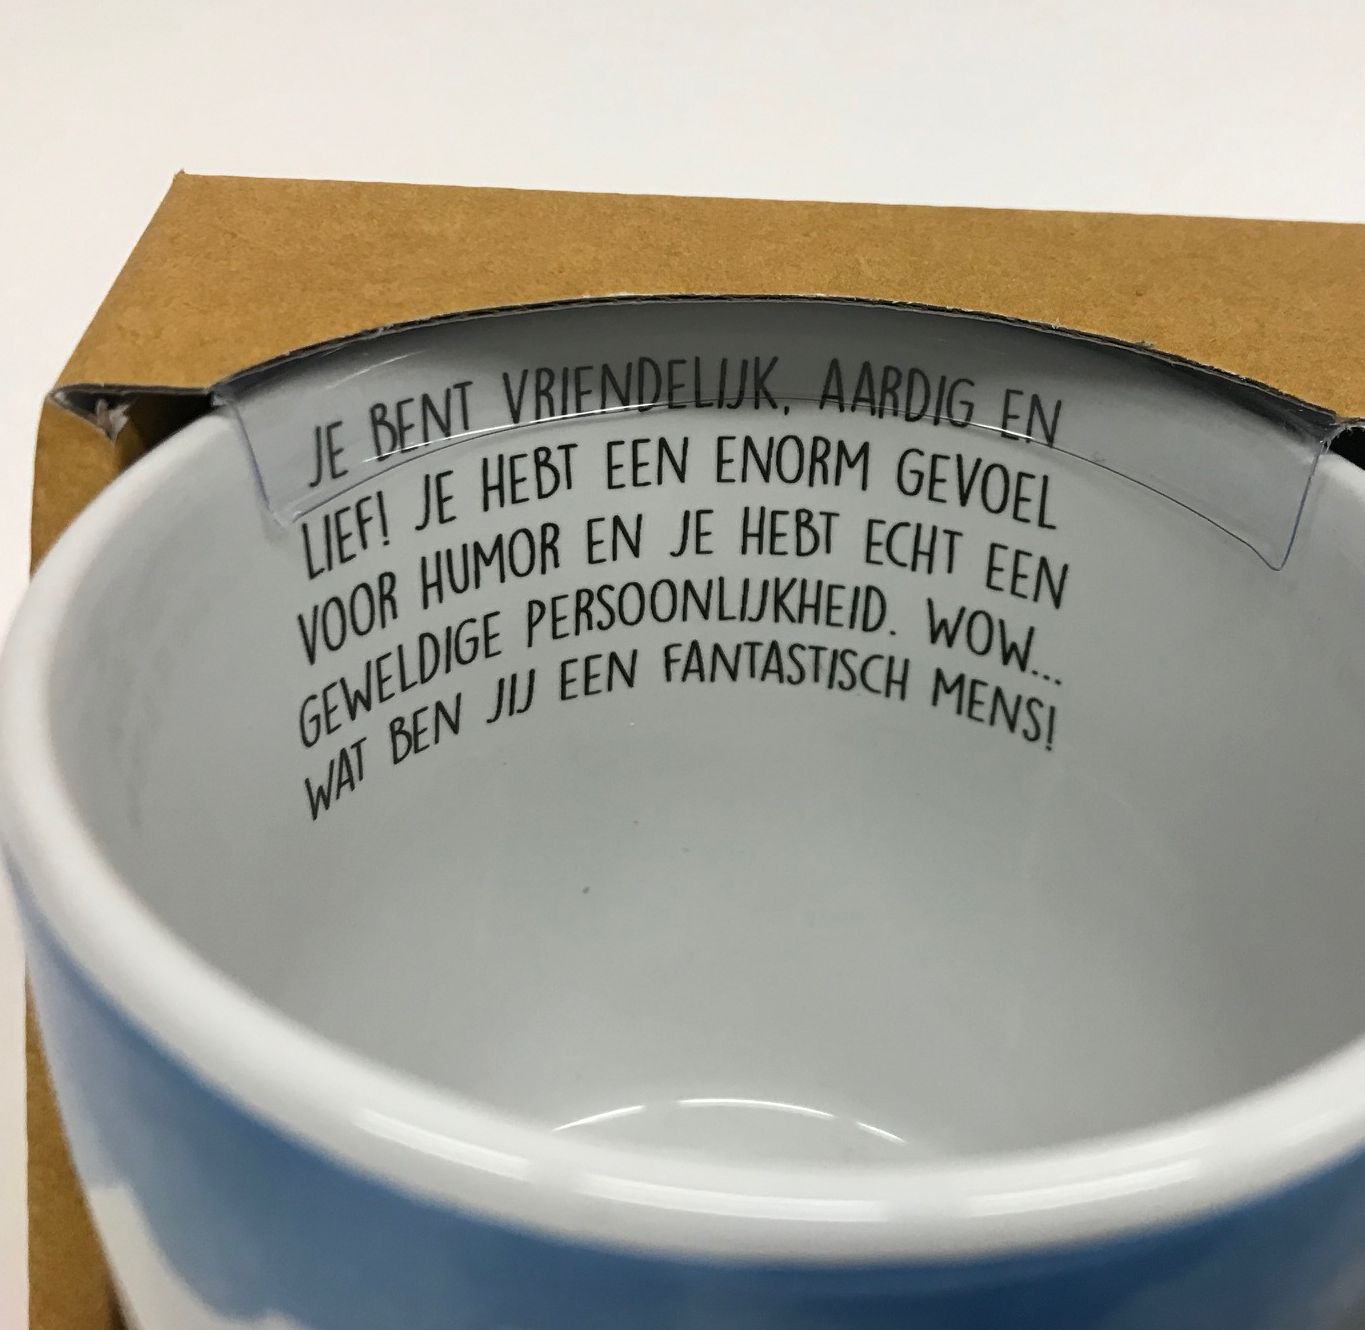 JE BENT VRIENDELIJK, AARDIG EN
LIEF! JE HEBT EEN ENORM GEVOEL
VOOR HUMOR EN JE HEBT ECHT EEN
GEWELDIGE PERSOONLIJKHEID. WOW...
WAT BEN JIJ EEN FANTASTISCH MENS!